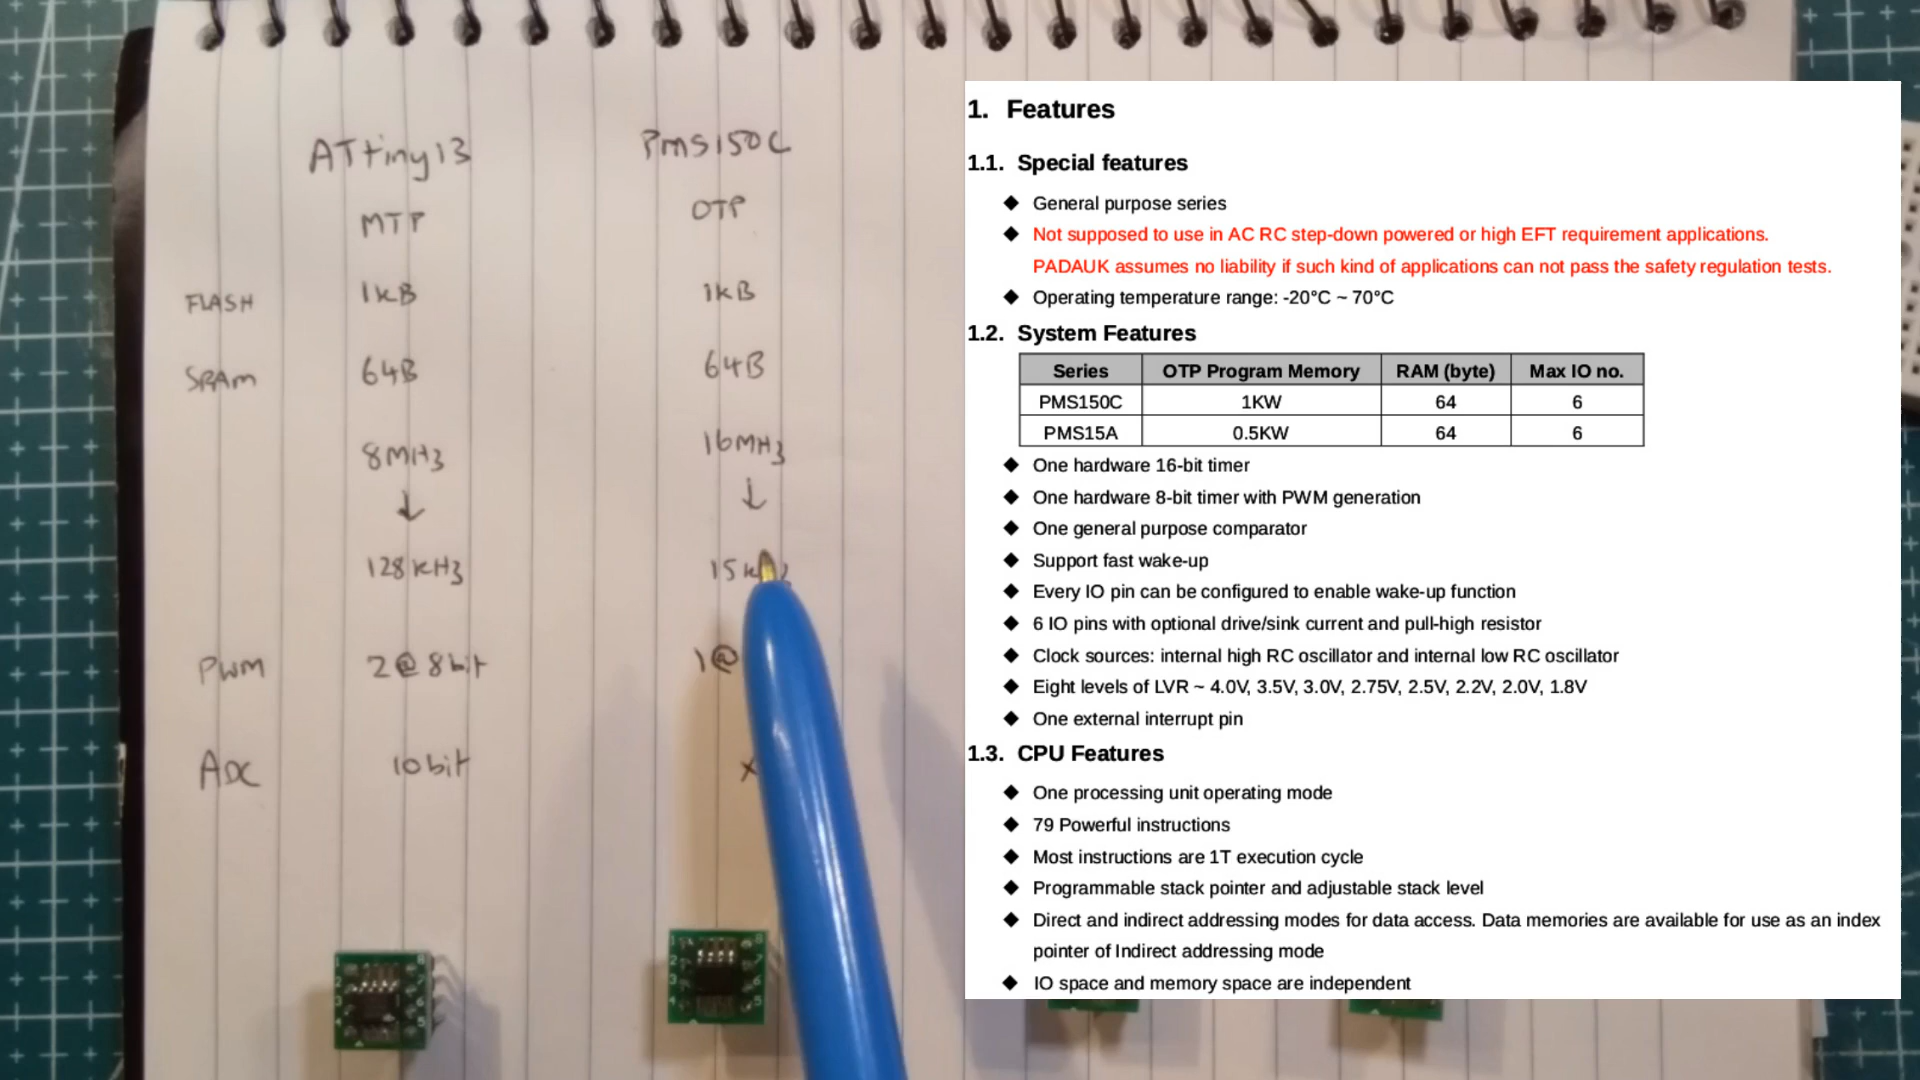 ATtiny13 PMS150C
MTP OTP
FLASH 1KB 1KB
SRAM 64B 64B
8MHz 16MHz
↓ ↓
128KHz
PWM 2@8bit 1@
ADC 10bit x
1. Features
1.1. Special features
◆ General purpose series
◆ Not supposed to use in AC RC step-down powered or high EFT requirement applications.
PADAUK assumes no liability if such kind of applications can not pass the safety regulation tests.
◆ Operating temperature range: -20°C ~ 70°C
1.2. System Features
Series OTP Program Memory RAM (byte) Max IO no.
PMS150C 1KW 64 6
PMS15A 0.5KW 64 6
◆ One hardware 16-bit timer
◆ One hardware 8-bit timer with PWM generation
◆ One general purpose comparator
◆ Support fast wake-up
◆ Every IO pin can be configured to enable wake-up function
◆ 6 IO pins with optional drive/sink current and pull-high resistor
◆ Clock sources: internal high RC oscillator and internal low RC oscillator
◆ Eight levels of LVR ~ 4.0V, 3.5V, 3.0V, 2.75V, 2.5V, 2.2V, 2.0V, 1.8V
◆ One external interrupt pin
1.3. CPU Features
◆ One processing unit operating mode
◆ 79 Powerful instructions
◆ Most instructions are 1T execution cycle
◆ Programmable stack pointer and adjustable stack level
◆ Direct and indirect addressing modes for data access. Data memories are available for use as an index
pointer of Indirect addressing mode
◆ IO space and memory space are independent